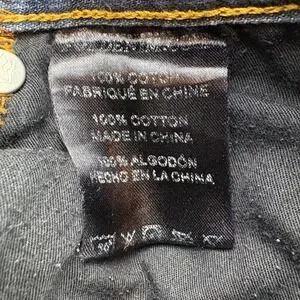 100% COTON
FABRIQUÉ EN CHINE
100% COTTON
MADE IN CHINA
100% ALGODÓN
HECHO EN LA CHINA